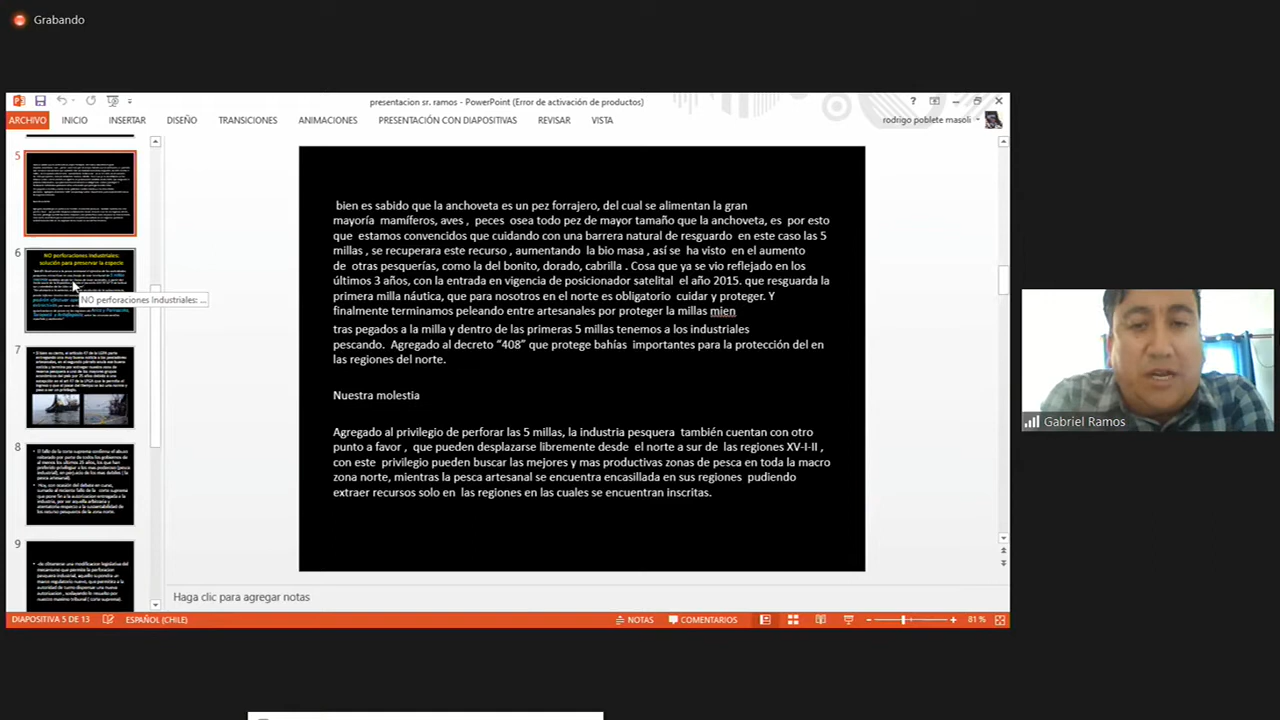 Grabando
presentacion sr. ramos - PowerPoint (Error de activación de productos)
ARCHIVO INICIO INSERTAR DISEÑO TRANSICIONES ANIMACIONES PRESENTACIÓN CON DIAPOSITIVAS REVISAR VISTA
rodrigo poblete masoli
5
6
NO perforaciones Industriales:
solución para preservar la especie
NO perforaciones Industriales: ...
7
8
9
bien es sabido que la anchoveta es un pez forrajero, del cual se alimentan la gran
mayoría mamíferos, aves , peces osea todo pez de mayor tamaño que la anchoveta, es por esto
que estamos convencidos que cuidando con una barrera natural de resguardo en este caso las 5
millas , se recuperara este recurso , aumentando la bio masa , así se ha visto en el aumento
de otras pesquerías, como la del bonito, dorado, cabrilla . Cosa que ya se vio reflejado en los
últimos 3 años, con la entrada en vigencia de posicionador satelital el año 2015. que resguarda la
primera milla náutica, que para nosotros en el norte es obligatorio cuidar y proteger. Y
finalmente terminamos peleando entre artesanales por proteger la millas mien
tras pegados a la milla y dentro de las primeras 5 millas tenemos a los industriales
pescando. Agregado al decreto “408” que protege bahías importantes para la protección del en
las regiones del norte.
Nuestra molestia
Agregado al privilegio de perforar las 5 millas, la industria pesquera también cuentan con otro
punto a favor , que pueden desplazarse libremente desde el norte a sur de las regiones XV-I-II ,
con este privilegio pueden buscar las mejores y mas productivas zonas de pesca en toda la macro
zona norte, mientras la pesca artesanal se encuentra encasillada en sus regiones pudiendo
extraer recursos solo en las regiones en las cuales se encuentran inscritas.
Gabriel Ramos
Haga clic para agregar notas
DIAPOSITIVA 5 DE 13 ESPAÑOL (CHILE) NOTAS COMENTARIOS 81 %